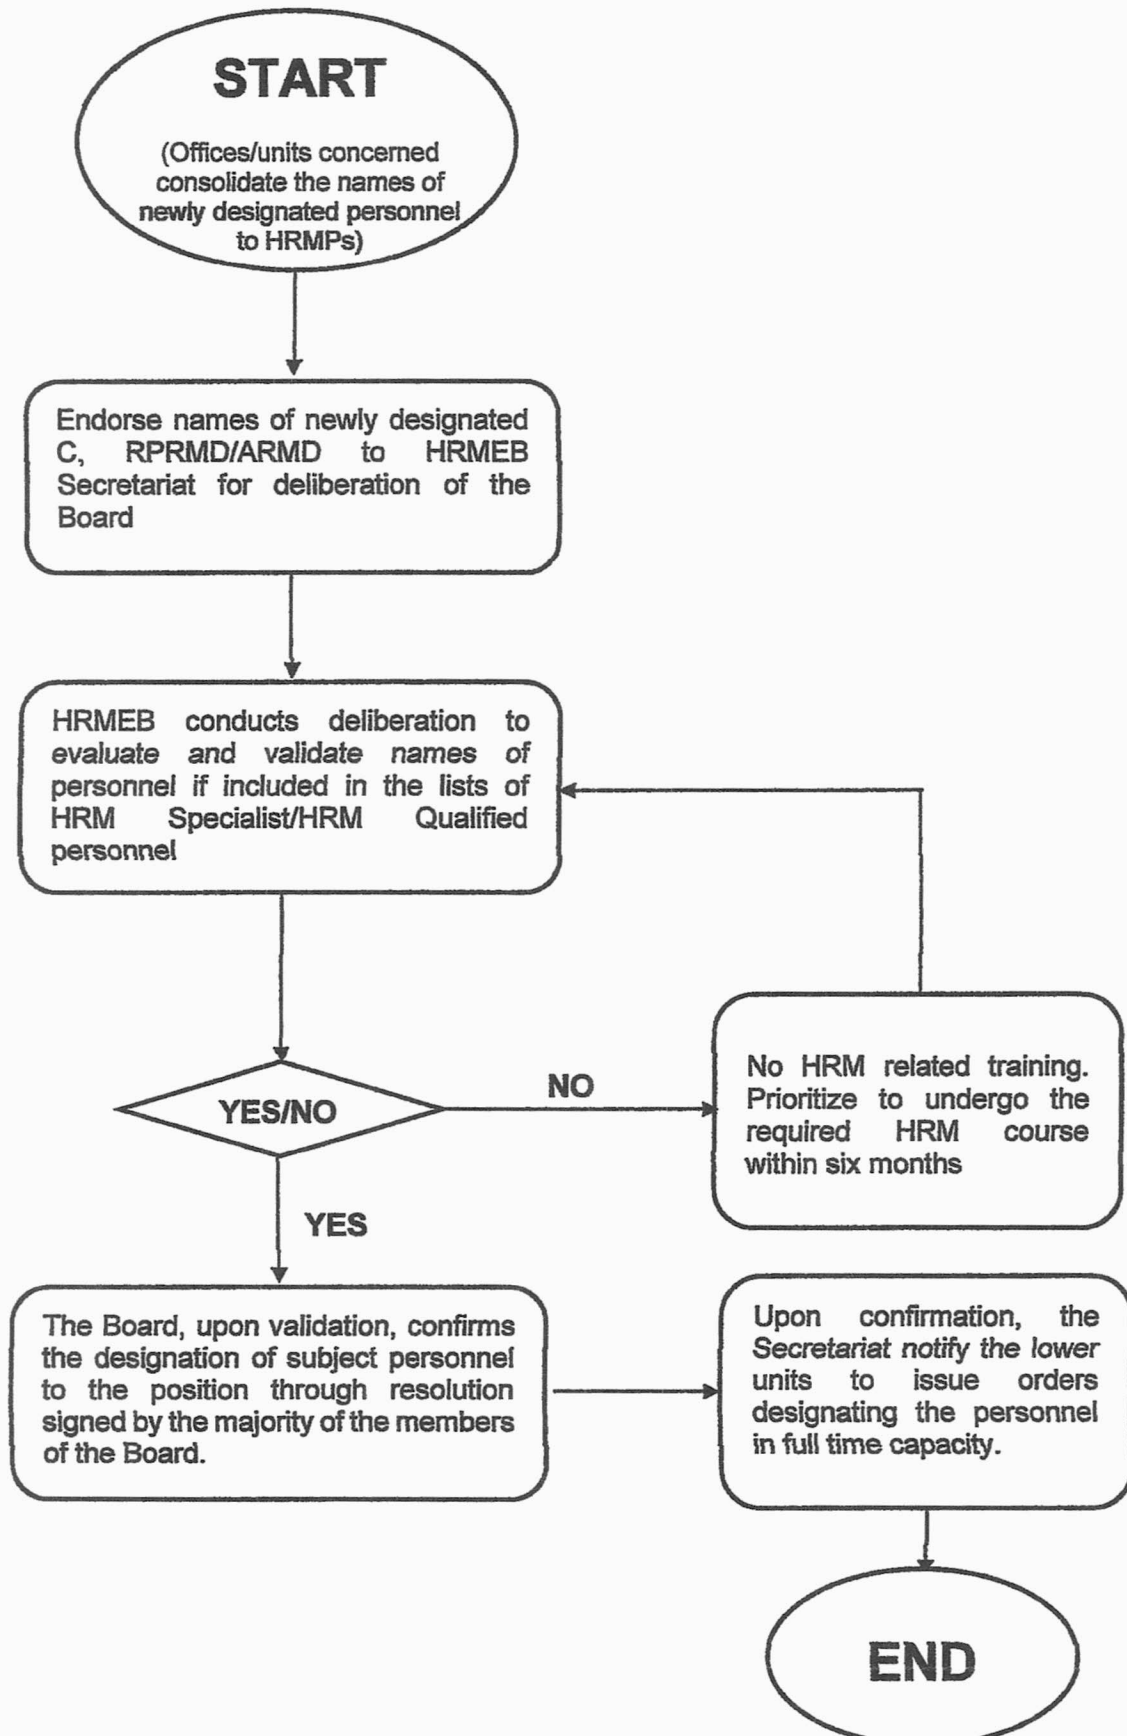 START
(Offices/units concerned
consolidate the names of
newly designated personnel
to HRMPs)
Endorse names of newly designated
C, RPRMD/ARMD to HRMEB
Secretariat for deliberation of the
Board
HRMEB conducts deliberation to
evaluate and validate names of
personnel if included in the lists of
HRM Specialist/HRM Qualified
personnel
YES/NO
NO
No HRM related training.
Prioritize to undergo the
required HRM course
within six months
YES
The Board, upon validation, confirms
the designation of subject personnel
to the position through resolution
signed by the majority of the members
of the Board.
Upon confirmation, the
Secretariat notify the lower
units to issue orders
designating the personnel
in full time capacity.
END